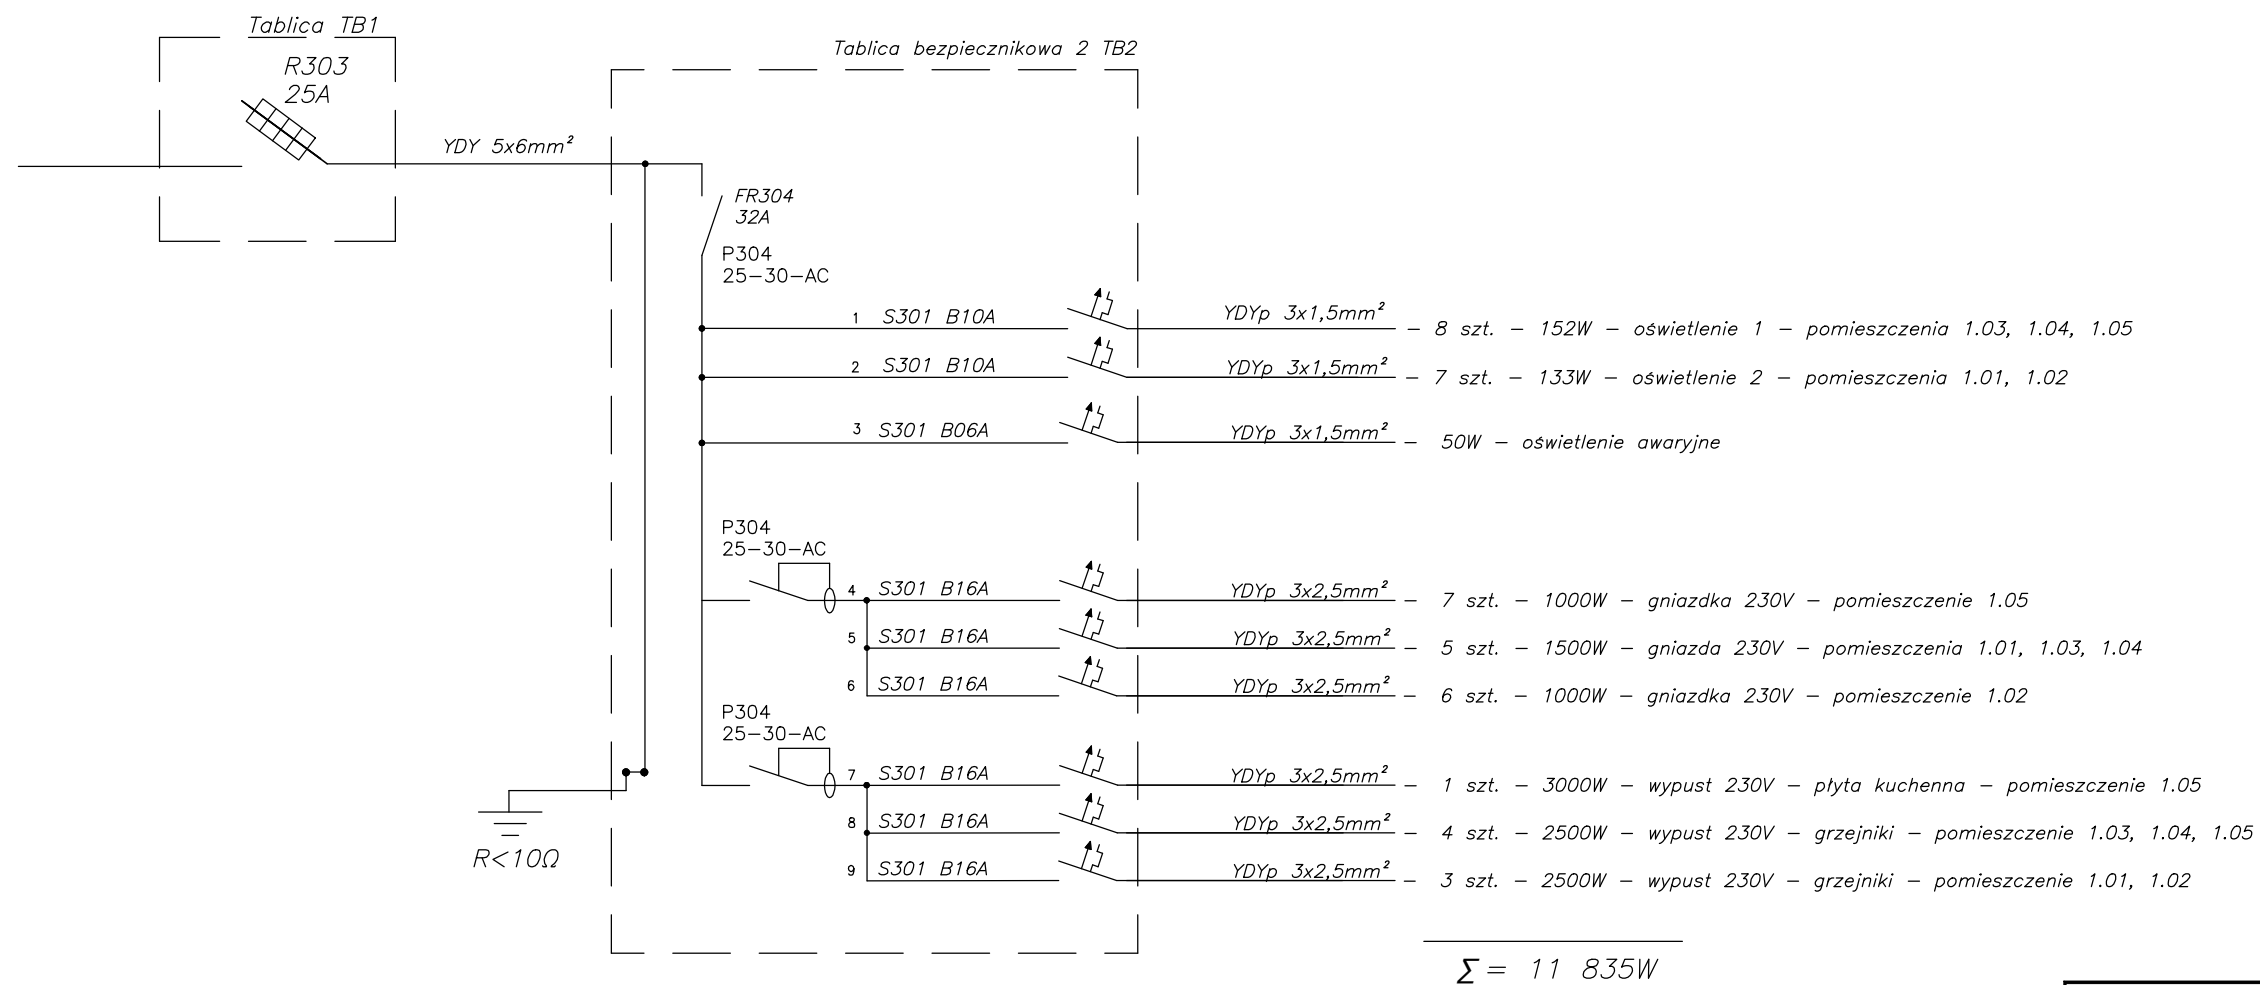 Tablica TB1
R303
25A
YDY 5x6mm²
Tablica bezpiecznikowa 2 TB2
FR304
32A
P304
25-30-AC
1 S301 B10A YDYp 3x1,5mm² - 8 szt. - 152W - oświetlenie 1 - pomieszczenia 1.03, 1.04, 1.05
2 S301 B10A YDYp 3x1,5mm² - 7 szt. - 133W - oświetlenie 2 - pomieszczenia 1.01, 1.02
3 S301 B06A YDYp 3x1,5mm² - 50W - oświetlenie awaryjne
P304
25-30-AC
4 S301 B16A YDYp 3x2,5mm² - 7 szt. - 1000W - gniazdka 230V - pomieszczenie 1.05
5 S301 B16A YDYp 3x2,5mm² - 5 szt. - 1500W - gniazda 230V - pomieszczenia 1.01, 1.03, 1.04
6 S301 B16A YDYp 3x2,5mm² - 6 szt. - 1000W - gniazdka 230V - pomieszczenie 1.02
P304
25-30-AC
7 S301 B16A YDYp 3x2,5mm² - 1 szt. - 3000W - wypust 230V - płyta kuchenna - pomieszczenie 1.05
8 S301 B16A YDYp 3x2,5mm² - 4 szt. - 2500W - wypust 230V - grzejniki - pomieszczenie 1.03, 1.04, 1.05
9 S301 B16A YDYp 3x2,5mm² - 3 szt. - 2500W - wypust 230V - grzejniki - pomieszczenie 1.01, 1.02
R<10Ω
Σ= 11 835W